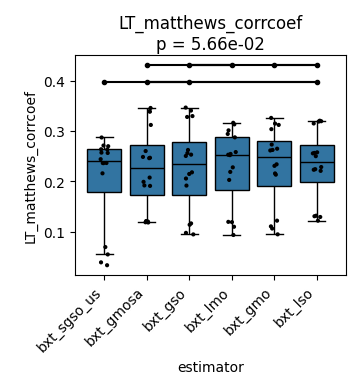 LT_matthews_corrcoef
p = 5.66e-02
LT_matthews_corrcoef
0.4
0.3
0.2
0.1
bxt_sgso_us
bxt_gmosa
bxt_gso
bxt_lmo
bxt_gmo
bxt_lso
estimator